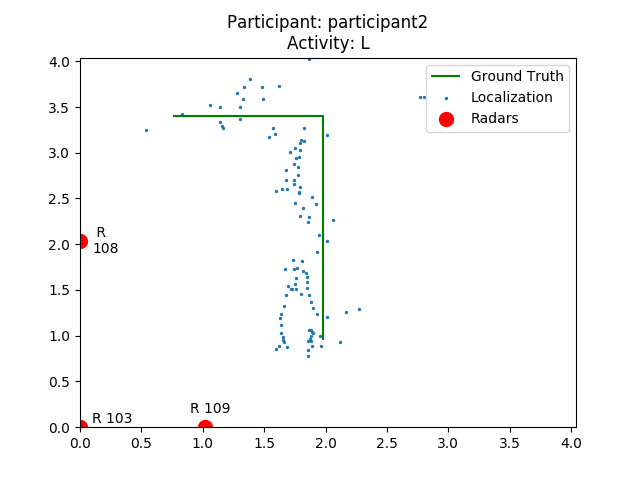 Participant: participant2
Activity: L
Ground Truth
Localization
Radars
4.0
3.5
3.0
2.5
2.0
1.5
1.0
0.5
0.0
R
108
R 103
R 109
0.0 0.5 1.0 1.5 2.0 2.5 3.0 3.5 4.0